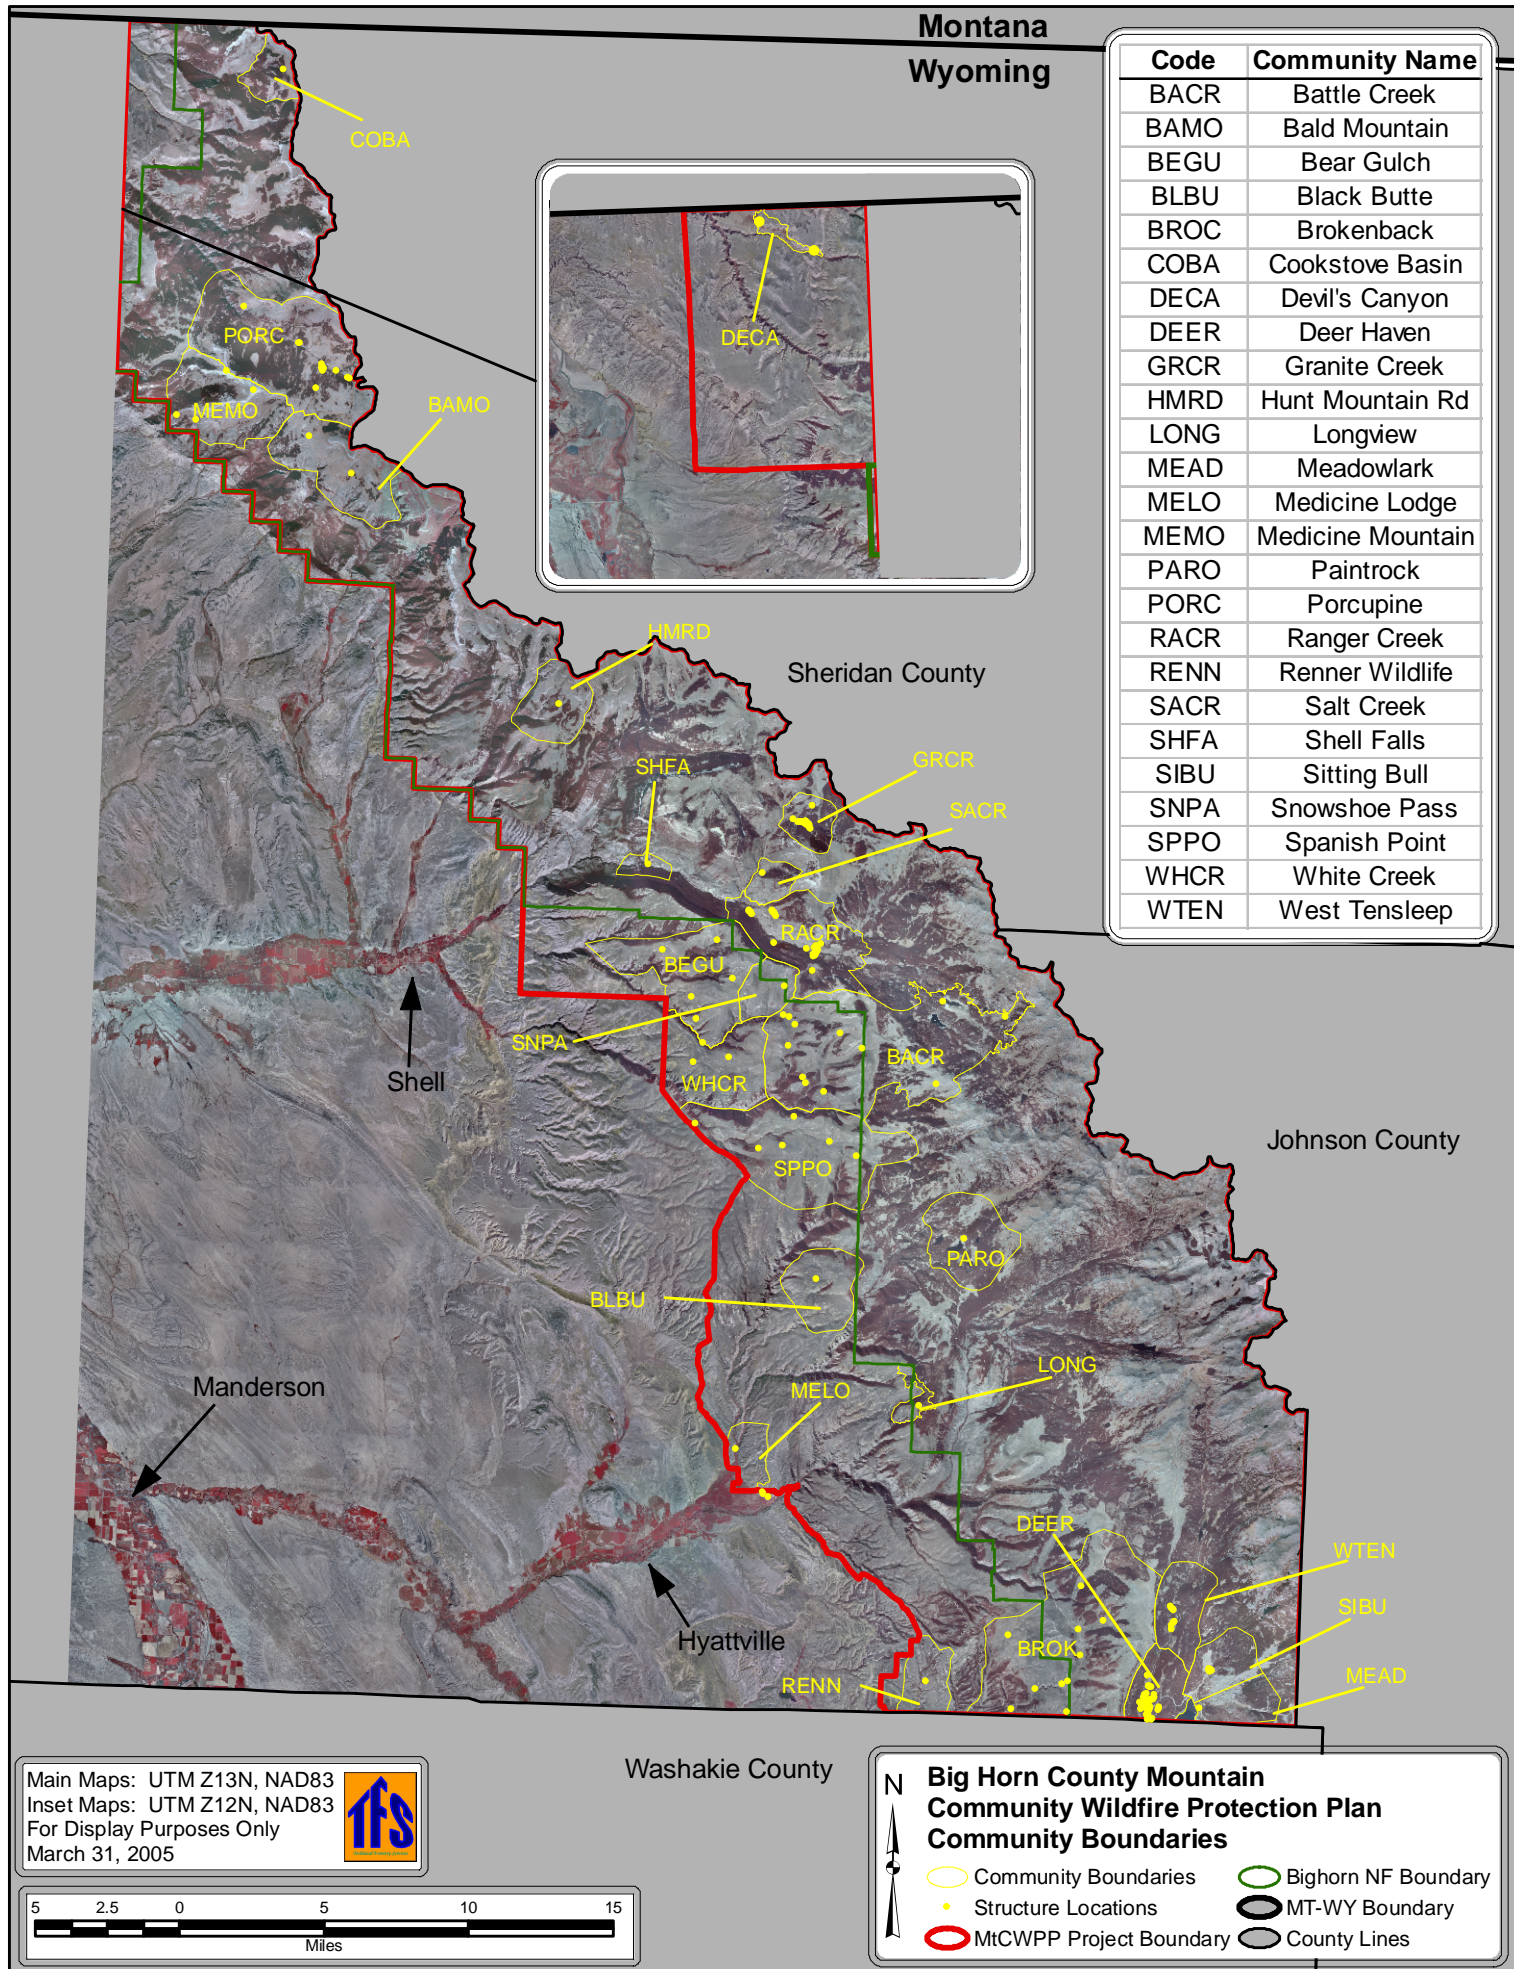 Montana
Wyoming
Code Community Name
BACR Battle Creek
BAMO Bald Mountain
BEGU Bear Gulch
BLBU Black Butte
BROC Brokenback
COBA Cookstove Basin
DECA Devil's Canyon
DEER Deer Haven
GRCR Granite Creek
HMRD Hunt Mountain Rd
LONG Longview
MEAD Meadowlark
MELO Medicine Lodge
MEMO Medicine Mountain
PARO Paintrock
PORC Porcupine
RACR Ranger Creek
RENN Renner Wildlife
SACR Salt Creek
SHFA Shell Falls
SIBU Sitting Bull
SNPA Snowshoe Pass
SPPO Spanish Point
WHCR White Creek
WTEN West Tensleep
COBA
DECA
PORC
BAMO
MEMO
HMRD
Sheridan County
SHFA
GRCR
SACR
RACR
BEGU
SNPA
BACR
WHCR
Shell
Johnson County
SPPO
PARO
BLBU
LONG
Manderson
MELO
DEER
WTEN
SIBU
Hyattville
BROK
RENN
MEAD
Washakie County
Main Maps: UTM Z13N, NAD83
Inset Maps: UTM Z12N, NAD83
For Display Purposes Only
March 31, 2005
TFS
5 2.5 0 5 10 15
Miles
N
Big Horn County Mountain
Community Wildfire Protection Plan
Community Boundaries
Community Boundaries
Bighorn NF Boundary
Structure Locations
MT-WY Boundary
MtCWPP Project Boundary
County Lines